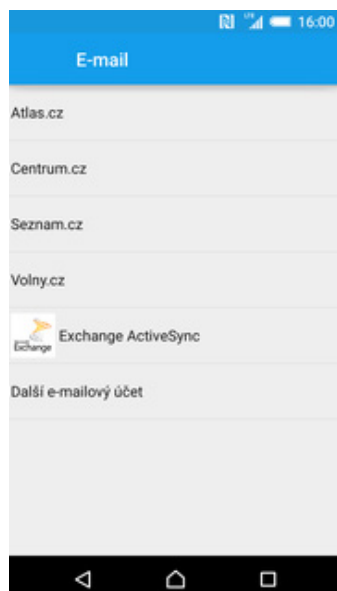 16:00
E-mail
Atlas.cz
Centrum.cz
Seznam.cz
Volny.cz
Exchange
Exchange ActiveSync
Další e-mailový účet